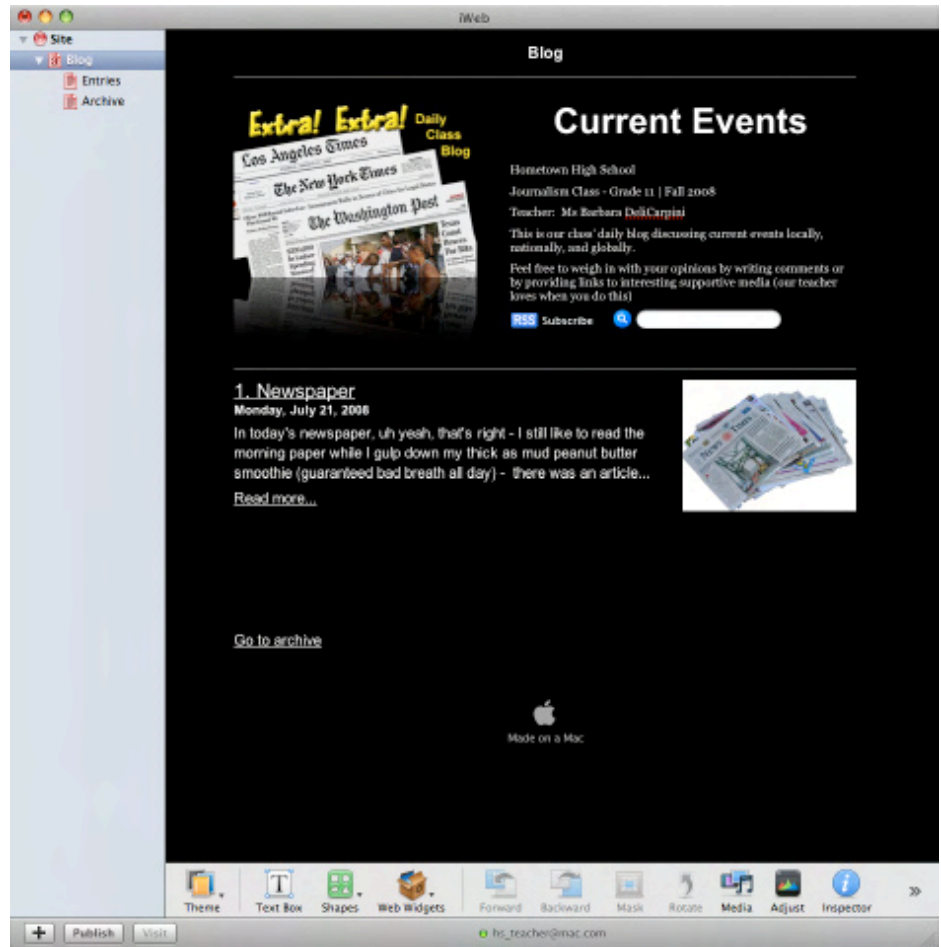 iWeb
Site
Blog
Entries
Archive
Blog
Extra! Extra! Daily
Class
Blog
Los Angeles Times
The New York Times
The Washington Post
Current Events
Hometown High School
Journalism Class - Grade 11 | Fall 2008
Teacher: Ms Barbara DeliCarpini
This is our class' daily blog discussing current events locally,
nationally, and globally.
Feel free to weigh in with your opinions by writing comments or
by providing links to interesting supportive media (our teacher
loves when you do this)
RSS Subscribe
1. Newspaper
Monday, July 21, 2008
In today's newspaper, uh yeah, that's right - I still like to read the
morning paper while I gulp down my thick as mud peanut butter
smoothie (guaranteed bad breath all day) - there was an article...
Read more...
News Times
Go to archive
Made on a Mac
Theme
Text Box
Shapes
Web Widgets
Forward
Backward
Mask
Rotate
Media
Adjust
Inspector
»
+ Publish Visit
hs_teacher@mac.com